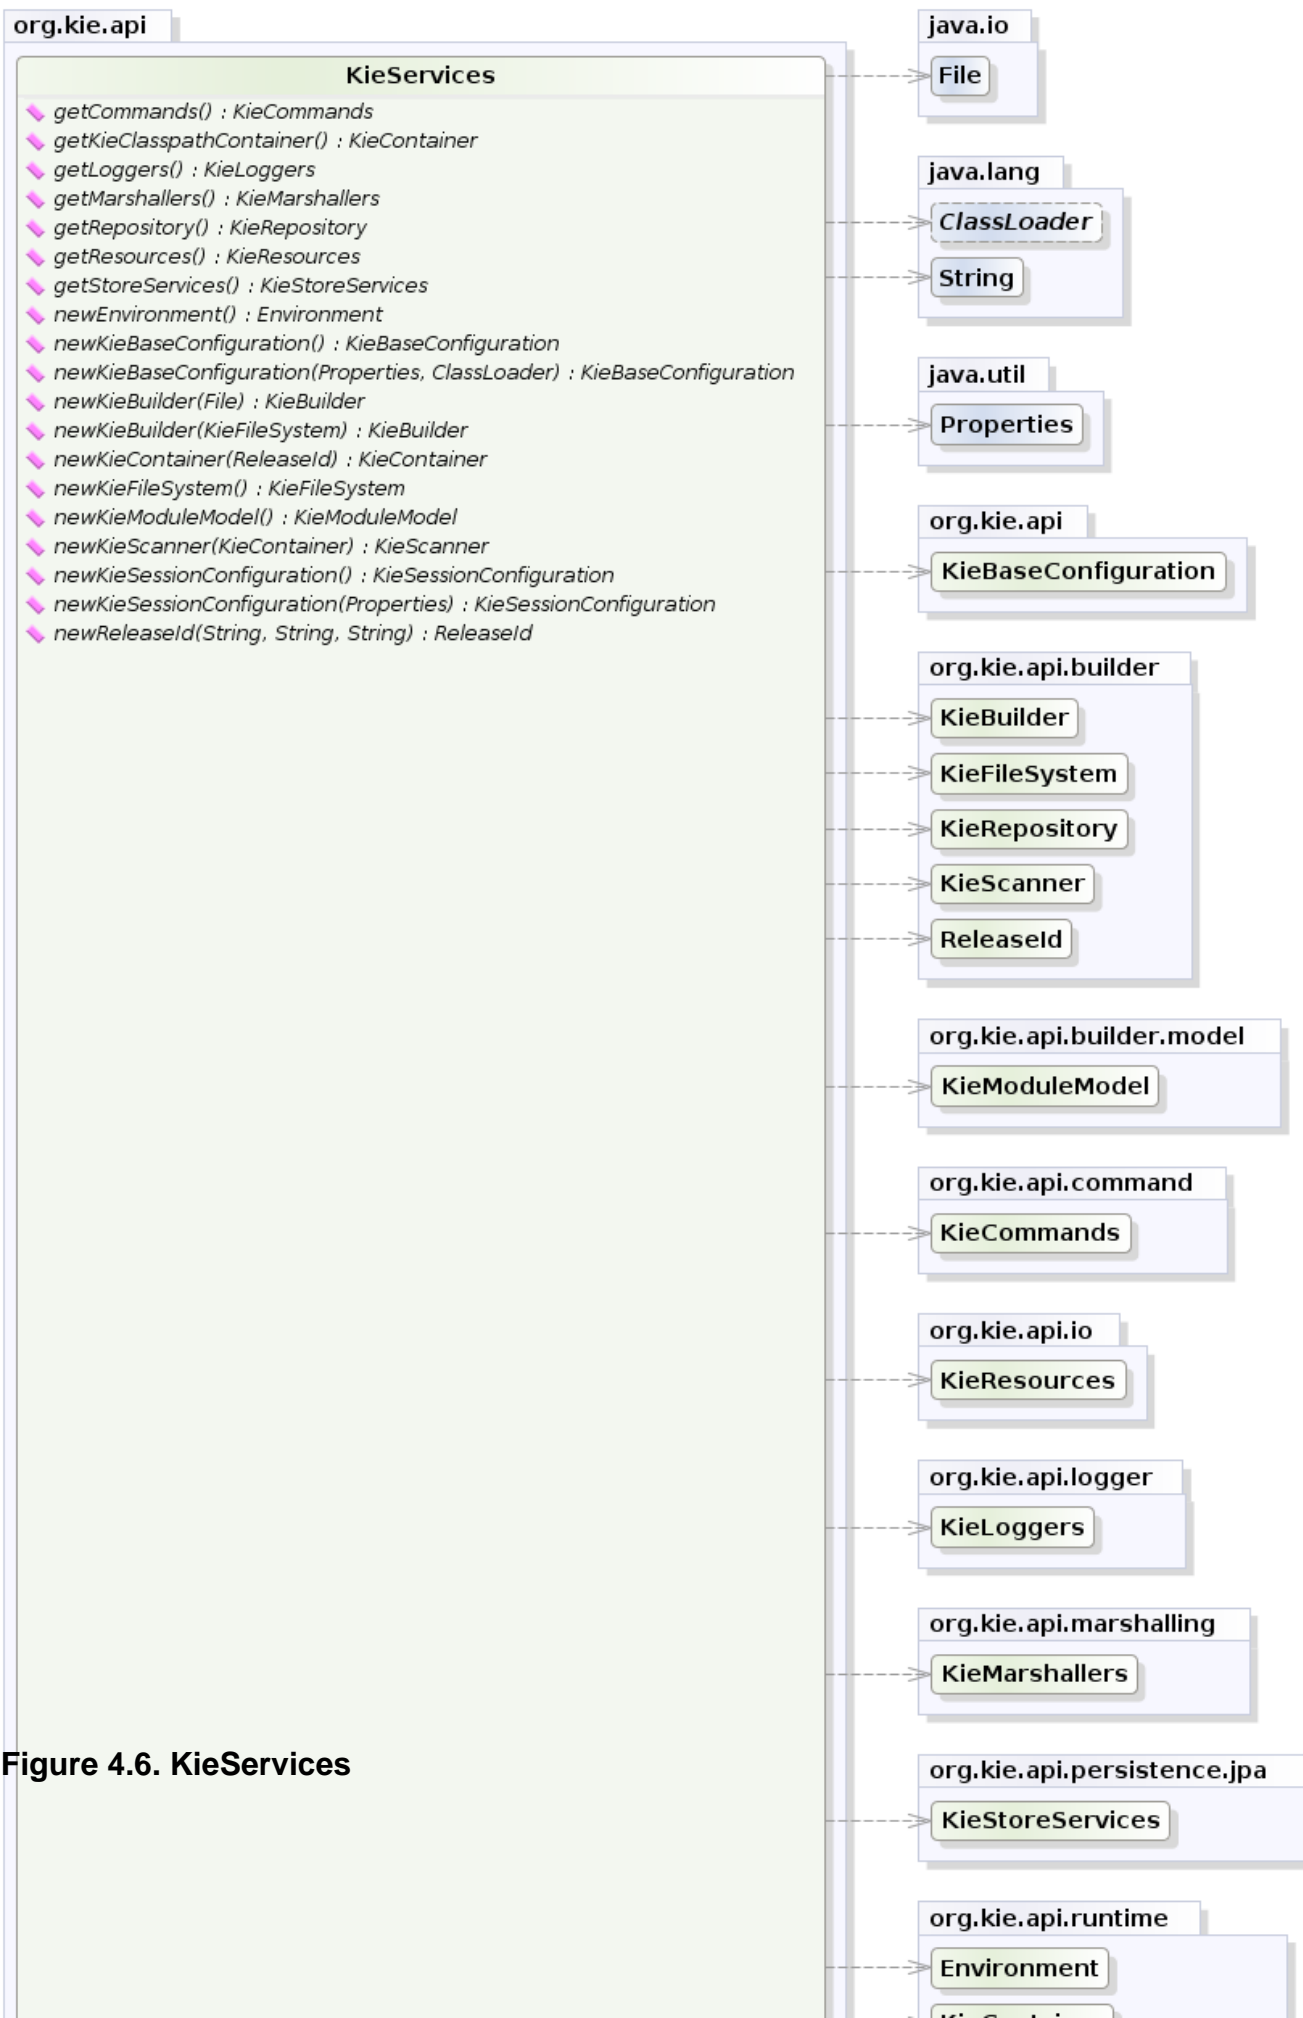 org.kie.api
KieServices
getCommands() : KieCommands
getKieClasspathContainer() : KieContainer
getLoggers() : KieLoggers
getMarshallers() : KieMarshallers
getRepository() : KieRepository
getResources() : KieResources
getStoreServices() : KieStoreServices
newEnvironment() : Environment
newKieBaseConfiguration() : KieBaseConfiguration
newKieBaseConfiguration(Properties, ClassLoader) : KieBaseConfiguration
newKieBuilder(File) : KieBuilder
newKieBuilder(KieFileSystem) : KieBuilder
newKieContainer(ReleaseId) : KieContainer
newKieFileSystem() : KieFileSystem
newKieModuleModel() : KieModuleModel
newKieScanner(KieContainer) : KieScanner
newKieSessionConfiguration() : KieSessionConfiguration
newKieSessionConfiguration(Properties) : KieSessionConfiguration
newReleaseId(String, String, String) : ReleaseId
Figure 4.6. KieServices
java.io
File
java.lang
ClassLoader
String
java.util
Properties
org.kie.api
KieBaseConfiguration
org.kie.api.builder
KieBuilder
KieFileSystem
KieRepository
KieScanner
ReleaseId
org.kie.api.builder.model
KieModuleModel
org.kie.api.command
KieCommands
org.kie.api.io
KieResources
org.kie.api.logger
KieLoggers
org.kie.api.marshalling
KieMarshallers
org.kie.api.persistence.jpa
KieStoreServices
org.kie.api.runtime
Environment